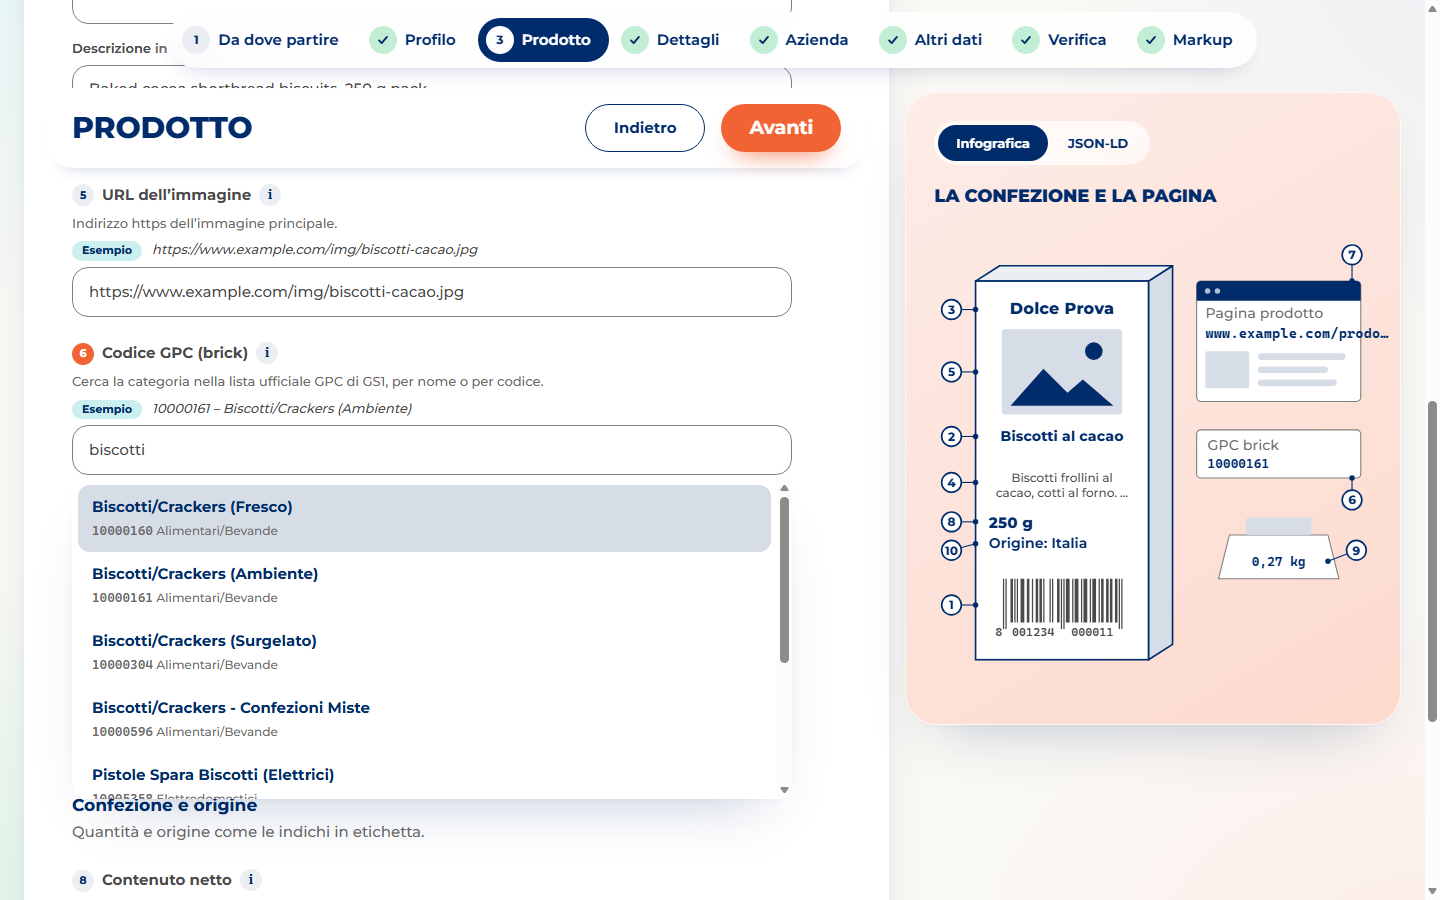 1 Da dove partire
Profilo
3 Prodotto
Dettagli
Azienda
Altri dati
Verifica
Markup
Descrizione in
Baked cocoa shortbread biscuits, 250 g pack
PRODOTTO
Indietro
Avanti
5 URL dell’immagine i
Indirizzo https dell’immagine principale.
Esempio https://www.example.com/img/biscotti-cacao.jpg
https://www.example.com/img/biscotti-cacao.jpg
6 Codice GPC (brick) i
Cerca la categoria nella lista ufficiale GPC di GS1, per nome o per codice.
Esempio 10000161 – Biscotti/Crackers (Ambiente)
biscotti
Biscotti/Crackers (Fresco)
10000160 Alimentari/Bevande
Biscotti/Crackers (Ambiente)
10000161 Alimentari/Bevande
Biscotti/Crackers (Surgelato)
10000304 Alimentari/Bevande
Biscotti/Crackers - Confezioni Miste
10000596 Alimentari/Bevande
Pistole Spara Biscotti (Elettrici)
10005358 Elettrodomestici
Confezione e origine
Quantità e origine come le indichi in etichetta.
8 Contenuto netto i
Infografica
JSON-LD
LA CONFEZIONE E LA PAGINA
7
3
Dolce Prova
5
2
Biscotti al cacao
4
Biscotti frollini al
cacao, cotti al forno. ...
8
250 g
10
Origine: Italia
1
8 001234 000011
Pagina prodotto
www.example.com/prodo…
GPC brick
10000161
6
0,27 kg
9